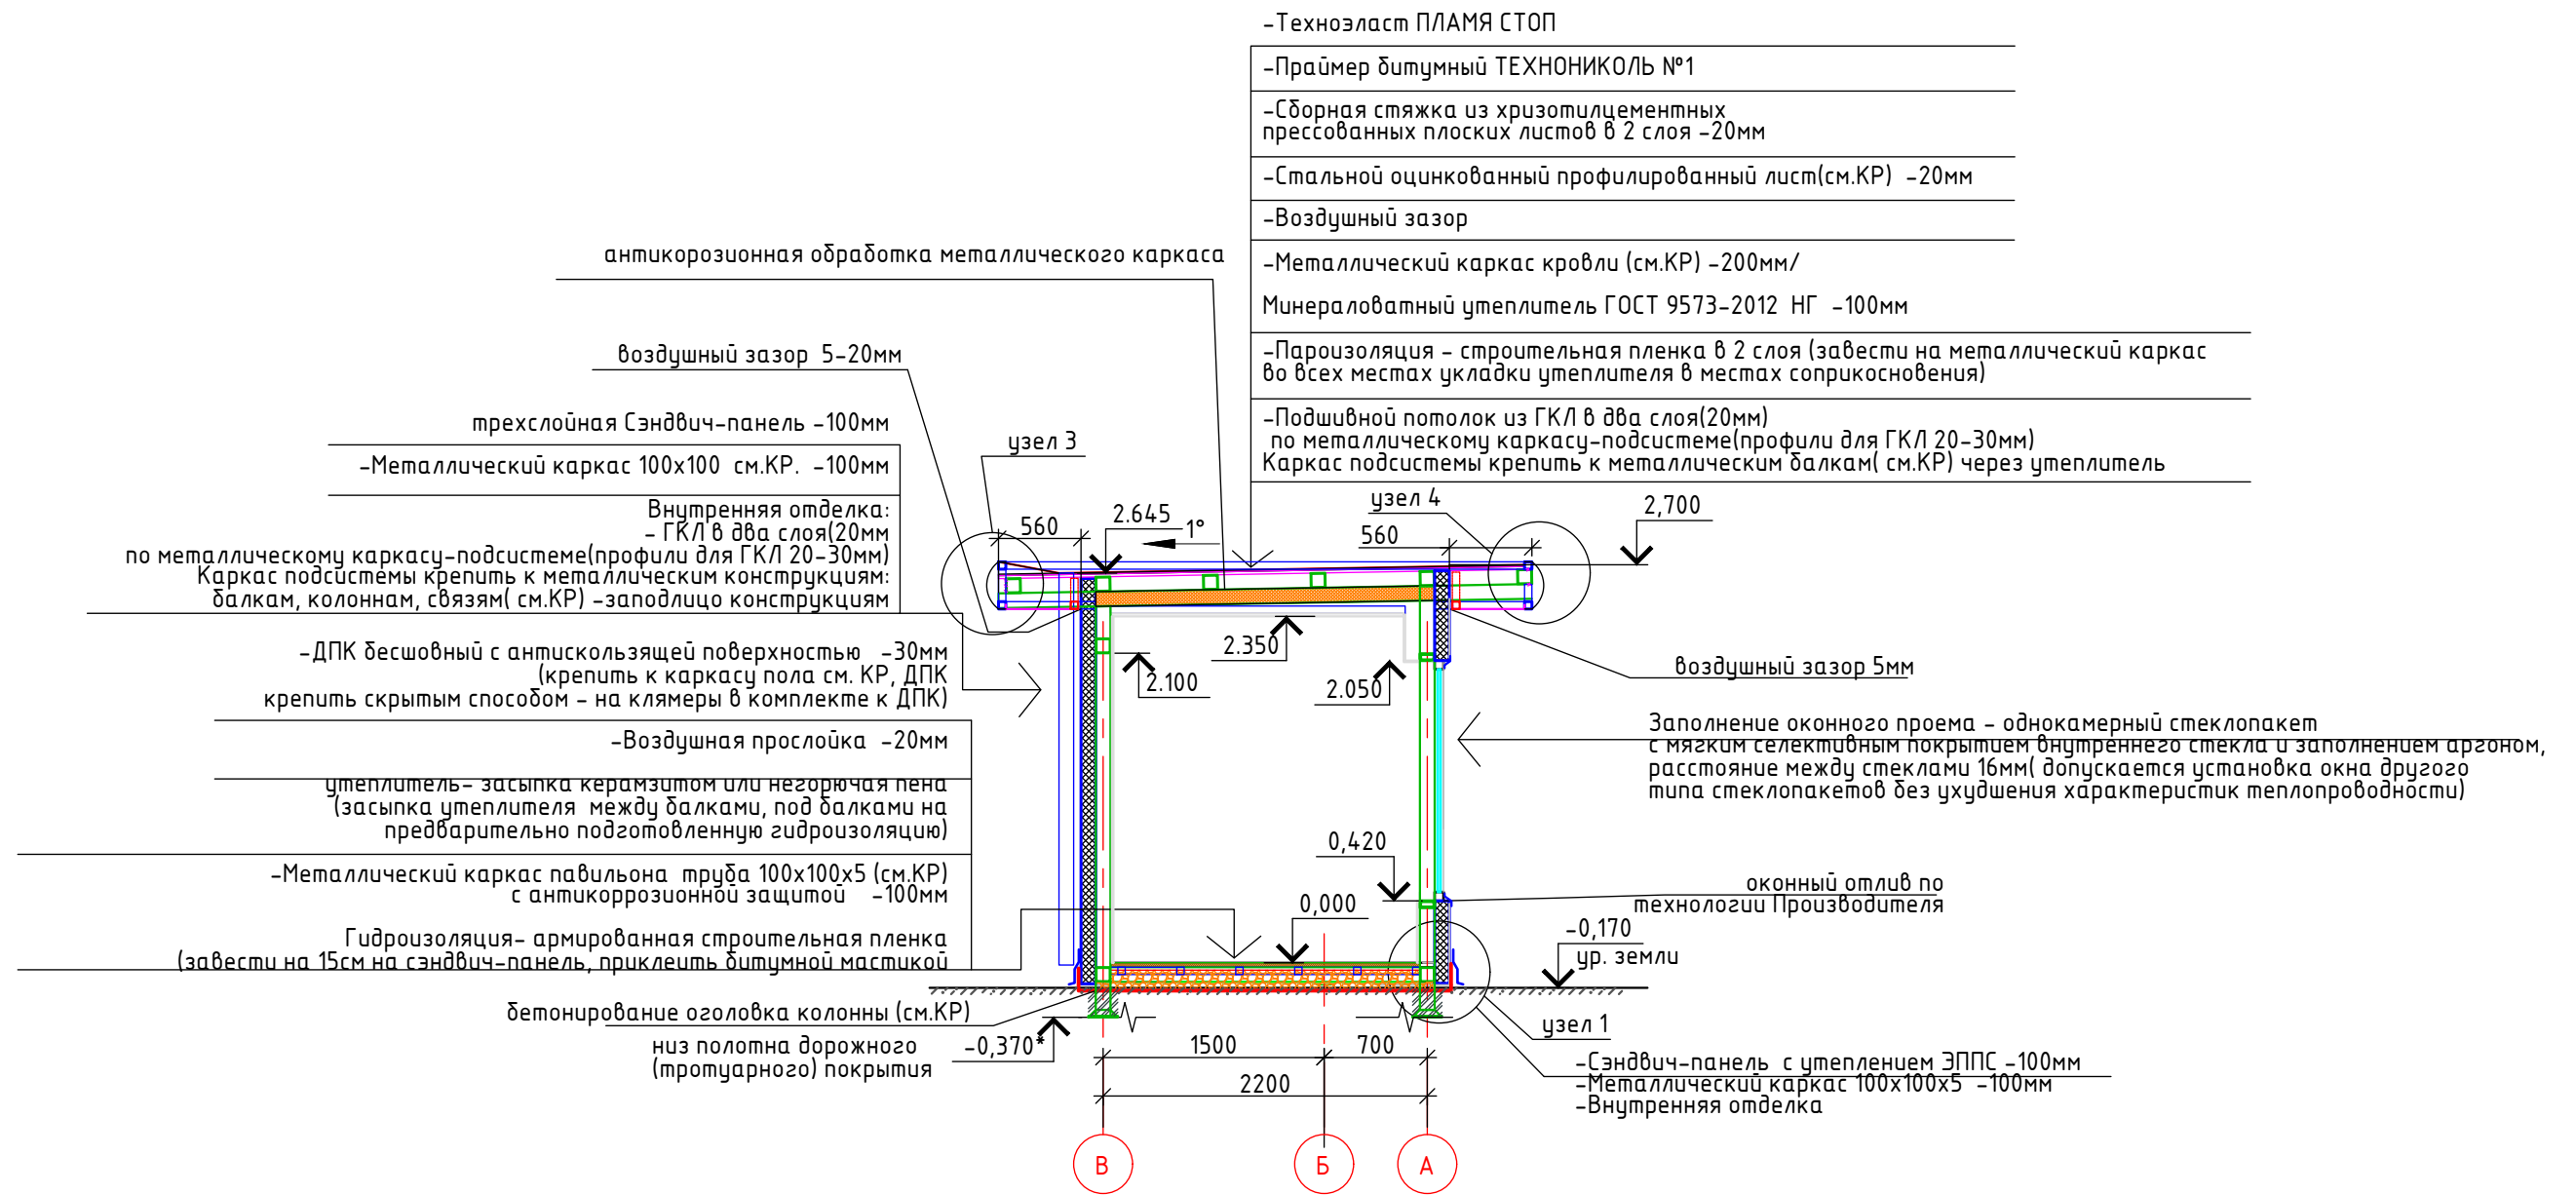 -Техноэласт ПЛАМЯ СТОП
-Праймер битумный ТЕХНОНИКОЛЬ №1
-Сборная стяжка из хризотилцементных
прессованных плоских листов в 2 слоя -20мм
-Стальной оцинкованный профилированный лист(см.КР) -20мм
-Воздушный зазор
-Металлический каркас кровли (см.КР) -200мм/
Минераловатный утеплитель ГОСТ 9573-2012 НГ -100мм
-Пароизоляция - строительная пленка в 2 слоя (завести на металлический каркас
во всех местах укладки утеплителя в местах соприкосновения)
-Подшивной потолок из ГКЛ в два слоя(20мм)
по металлическому каркасу-подсистеме(профили для ГКЛ 20-30мм)
Каркас подсистемы крепить к металлическим балкам( см.КР) через утеплитель
антикорозионная обработка металлического каркаса
воздушный зазор 5-20мм
трехслойная Сэндвич-панель -100мм
-Металлический каркас 100х100 см.КР. -100мм
Внутренняя отделка:
- ГКЛ в два слоя(20мм
по металлическому каркасу-подсистеме(профили для ГКЛ 20-30мм)
Каркас подсистемы крепить к металлическим конструкциям:
балкам, колоннам, связям( см.КР) -заподлицо конструкциям
-ДПК бесшовный с антискользящей поверхностью -30мм
(крепить к каркасу пола см. КР, ДПК
крепить скрытым способом - на клямеры в комплекте к ДПК)
-Воздушная прослойка -20мм
утеплитель- засыпка керамзитом или негорючая пена
(засыпка утеплителя между балками, под балками на
предварительно подготовленную гидроизоляцию)
-Металлический каркас павильона труба 100х100х5 (см.КР)
с антикоррозионной защитой -100мм
Гидроизоляция- армированная строительная пленка
(завести на 15см на сэндвич-панель, приклеить битумной мастикой
бетонирование оголовка колонны (см.КР)
низ полотна дорожного
(тротуарного) покрытия
-0,370*
узел 3
560
2.645
1°
узел 4
560
2,700
2.350
2.100
2.050
воздушный зазор 5мм
Заполнение оконного проема - однокамерный стеклопакет
с мягким селективным покрытием внутреннего стекла и заполнением аргоном,
расстояние между стеклами 16мм( допускается установка окна другого
типа стеклопакетов без ухудшения характеристик теплопроводности)
0,420
оконный отлив по
технологии Производителя
0,000
-0,170
ур. земли
узел 1
-Сэндвич-панель с утеплением ЭППС -100мм
-Металлический каркас 100х100х5 -100мм
-Внутренняя отделка
1500
700
2200
В
Б
А